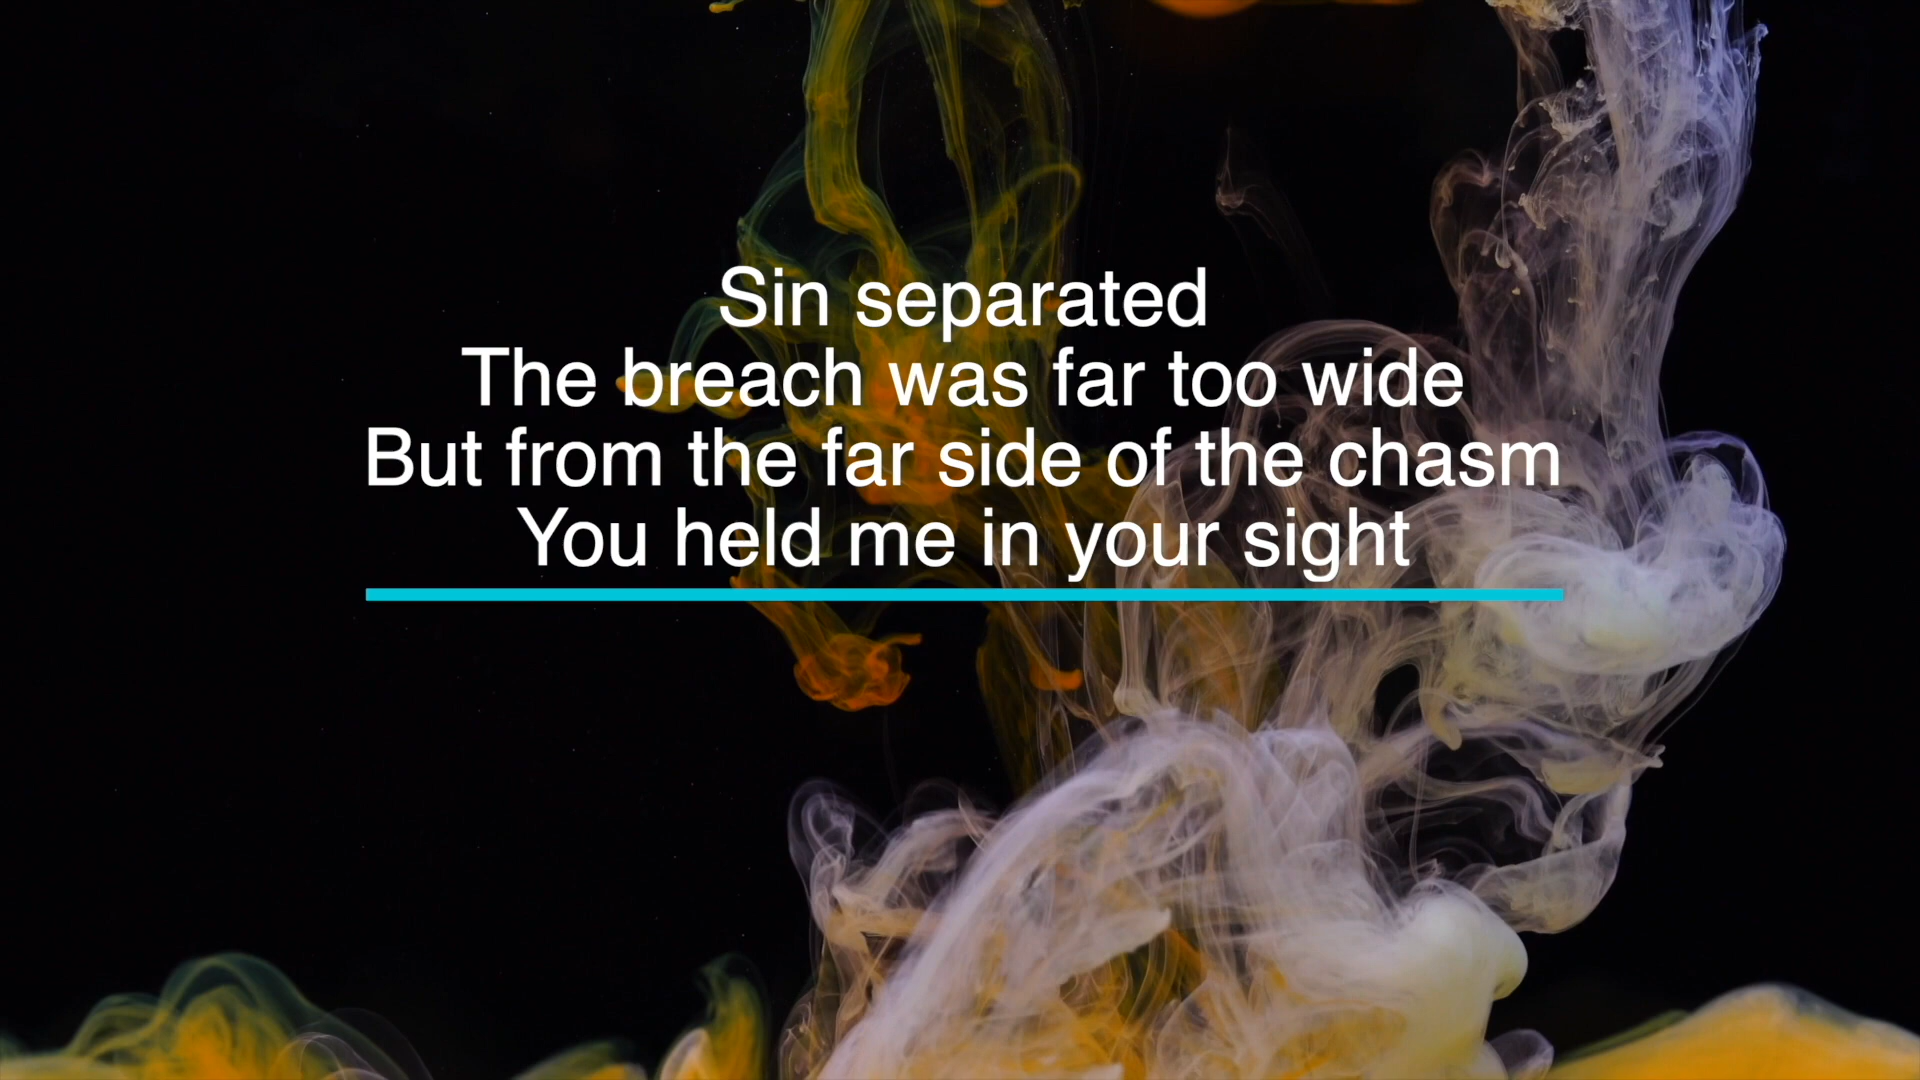 Sin separated
The breach was far too wide
But from the far side of the chasm
You held me in your sight